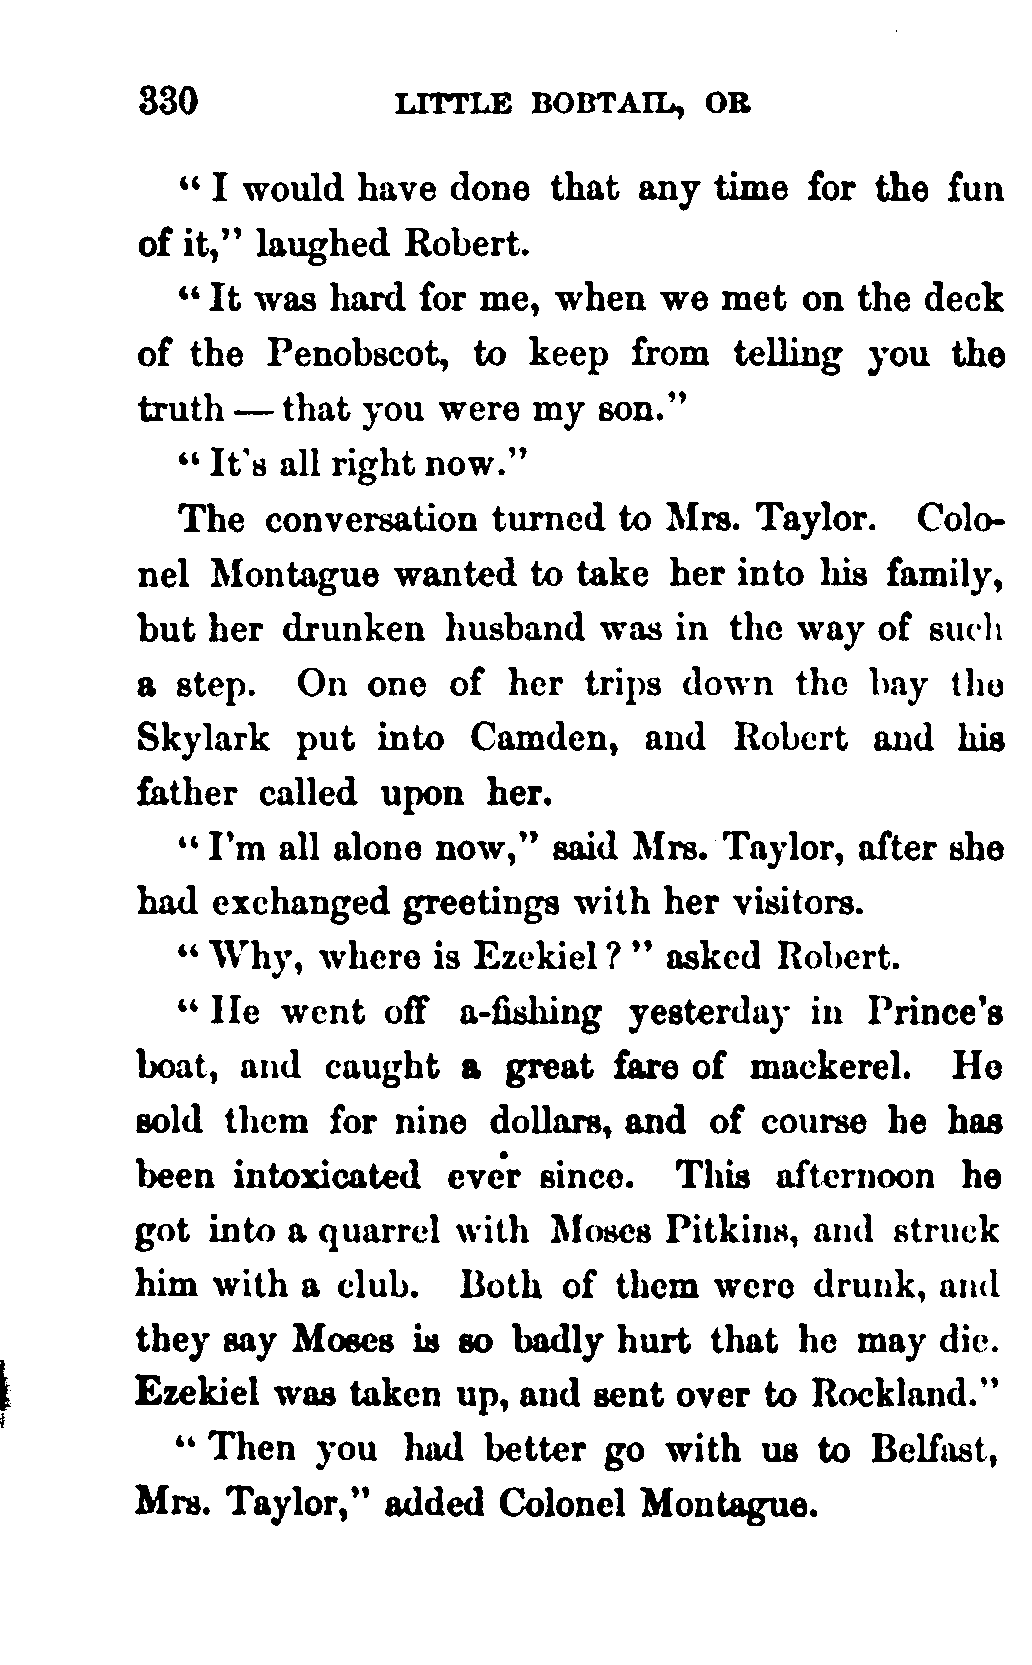 330 LITTLE BOBTAIL, OR
“ I would have done that any time for the fun
of it,” laughed Robert.
“ It was hard for me, when we met on the deck
of the Penobscot, to keep from telling you the
truth — that you were my son.”
“ It's all right now.”
The conversation turned to Mrs. Taylor. Colo-
nel Montague wanted to take her into his family,
but her drunken husband was in the way of such
a step. On one of her trips down the bay the
Skylark put into Camden, and Robert and his
father called upon her.
“ I'm all alone now,” said Mrs. Taylor, after she
had exchanged greetings with her visitors.
“ Why, where is Ezekiel ? ” asked Robert.
“ He went off a-fishing yesterday in Prince's
boat, and caught a great fare of mackerel. He
sold them for nine dollars, and of course he has
been intoxicated ever since. This afternoon he
got into a quarrel with Moses Pitkins, and struck
him with a club. Both of them were drunk, and
they say Moses is so badly hurt that he may die.
Ezekiel was taken up, and sent over to Rockland.”
“ Then you had better go with us to Belfast,
Mrs. Taylor,” added Colonel Montague.